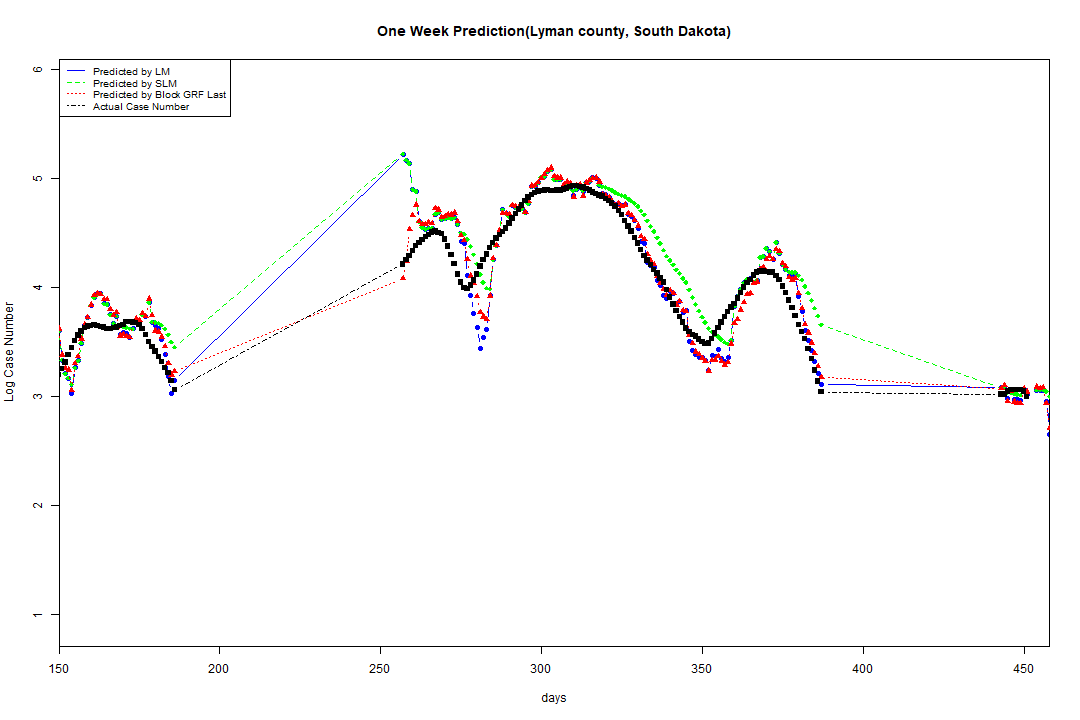 One Week Prediction(Lyman county, South Dakota)
Predicted by LM
Predicted by SLM
Predicted by Block GRF Last
Actual Case Number
6
5
4
3
2
1
Log Case Number
150 200 250 300 350 400 450
days